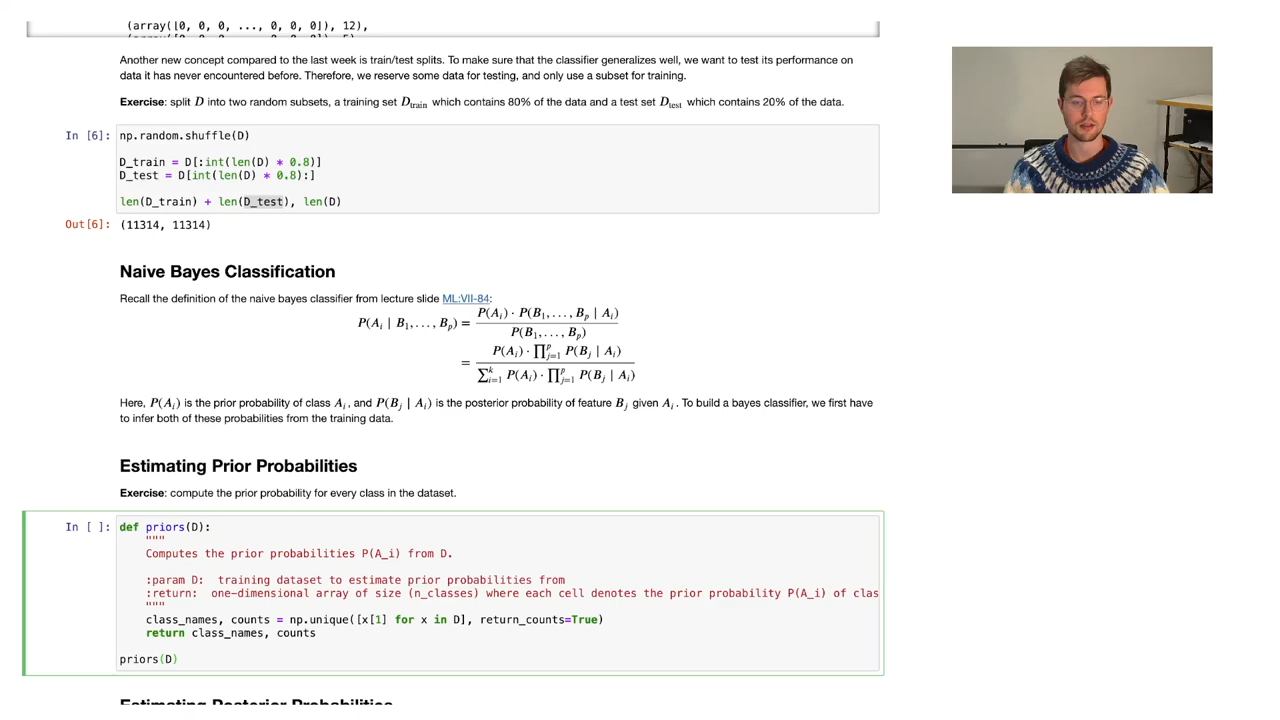 (array([0, 0, 0, ..., 0, 0, 0]), 12),
Another new concept compared to the last week is train/test splits. To make sure that the classifier generalizes well, we want to test its performance on
data it has never encountered before. Therefore, we reserve some data for testing, and only use a subset for training.
Exercise: split D into two random subsets, a training set D_train which contains 80% of the data and a test set D_test which contains 20% of the data.
In [6]: np.random.shuffle(D)
D_train = D[:int(len(D) * 0.8)]
D_test = D[int(len(D) * 0.8):]
len(D_train) + len(D_test), len(D)
Out[6]: (11314, 11314)
Naive Bayes Classification
Recall the definition of the naive bayes classifier from lecture slide ML:VII-84:
P(A_i | B_1, ..., B_p) = P(A_i) · P(B_1, ..., B_p | A_i) / P(B_1, ..., B_p)
= P(A_i) · ∏_{j=1}^p P(B_j | A_i) / ∑_{i=1}^k P(A_i) · ∏_{j=1}^p P(B_j | A_i)
Here, P(A_i) is the prior probability of class A_i, and P(B_j | A_i) is the posterior probability of feature B_j given A_i. To build a bayes classifier, we first have
to infer both of these probabilities from the training data.
Estimating Prior Probabilities
Exercise: compute the prior probability for every class in the dataset.
In [ ]: def priors(D):
"""
Computes the prior probabilities P(A_i) from D.
:param D: training dataset to estimate prior probabilities from
:return: one-dimensional array of size (n_classes) where each cell denotes the prior probability P(A_i) of clas
"""
class_names, counts = np.unique([x[1] for x in D], return_counts=True)
return class_names, counts
priors(D)
Estimating Posterior Probabilities